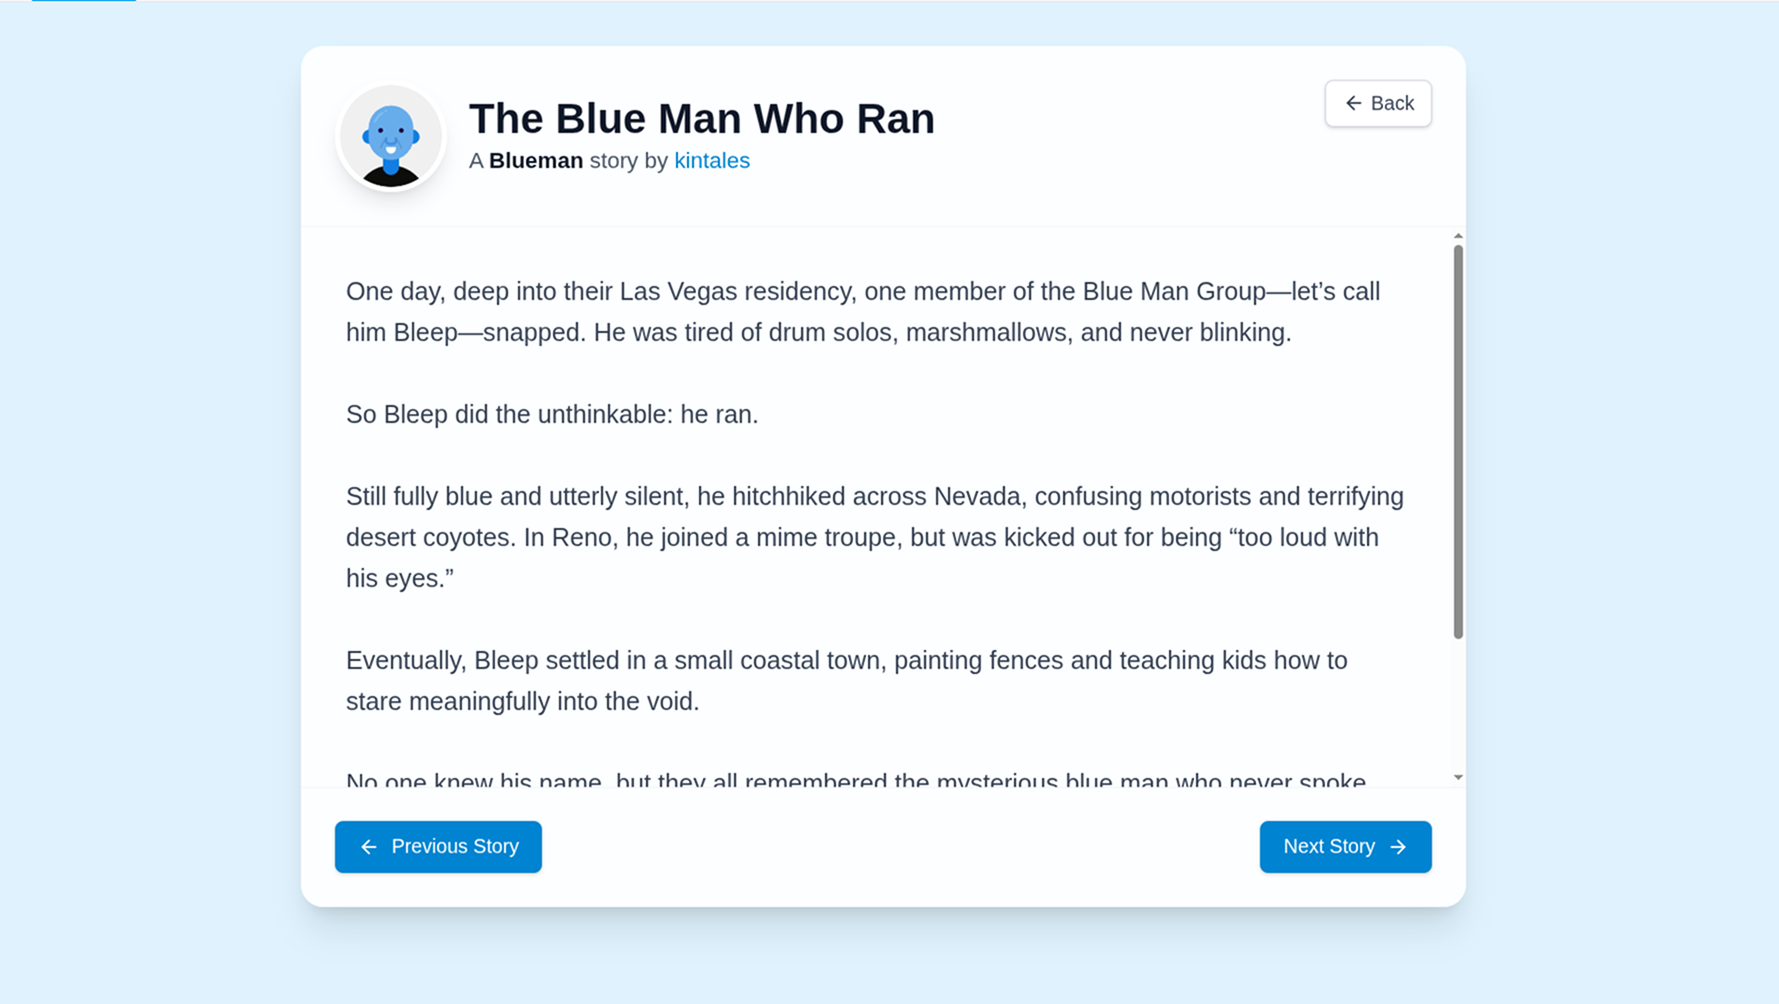 The Blue Man Who Ran
A Blueman story by kintales
Back
One day, deep into their Las Vegas residency, one member of the Blue Man Group—let’s call
him Bleep—snapped. He was tired of drum solos, marshmallows, and never blinking.
So Bleep did the unthinkable: he ran.
Still fully blue and utterly silent, he hitchhiked across Nevada, confusing motorists and terrifying
desert coyotes. In Reno, he joined a mime troupe, but was kicked out for being “too loud with
his eyes.”
Eventually, Bleep settled in a small coastal town, painting fences and teaching kids how to
stare meaningfully into the void.
No one knew his name, but they all remembered the mysterious blue man who never spoke
Previous Story
Next Story